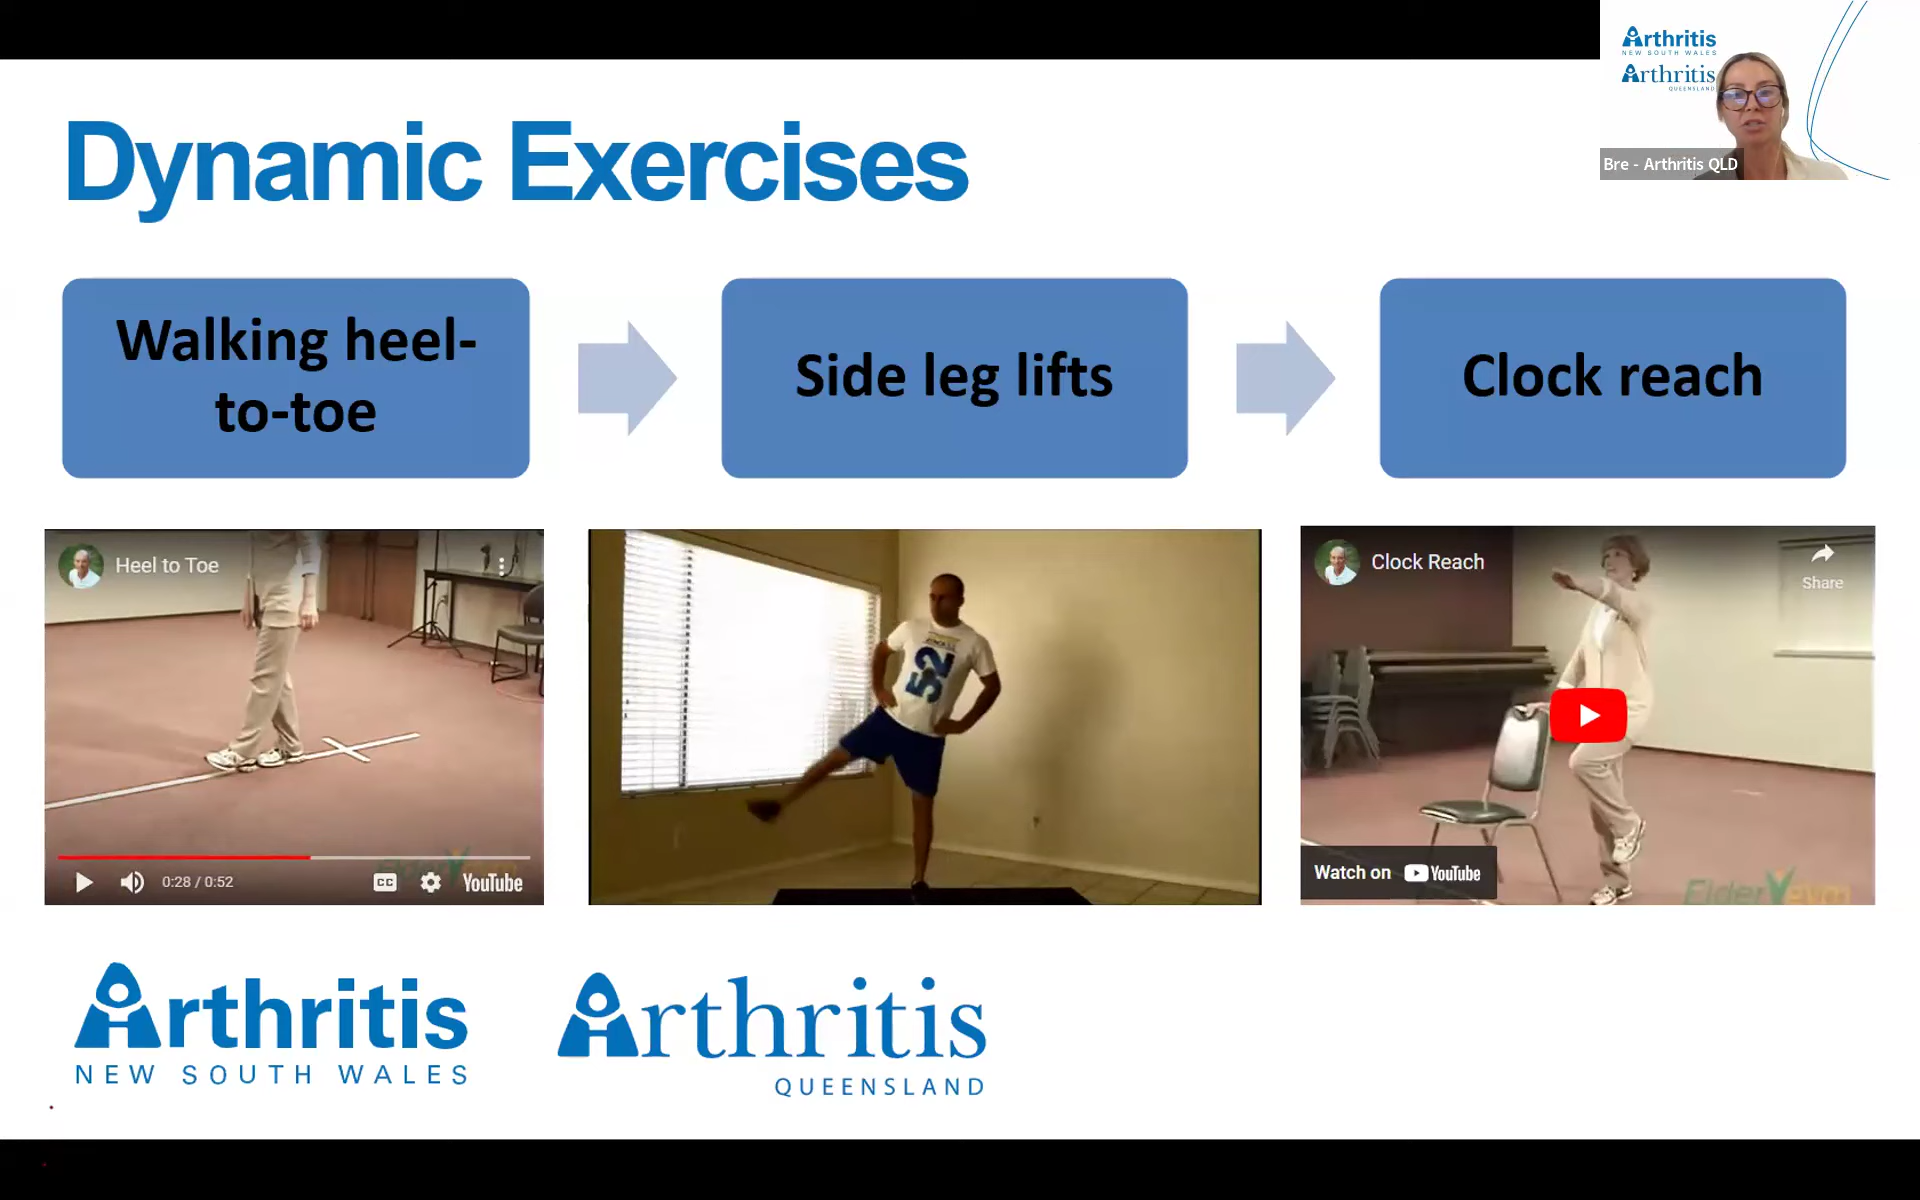 Arthritis
NEW SOUTH WALES
Arthritis
QUEENSLAND
Bre - Arthritis QLD
Dynamic Exercises
Walking heel-
to-toe
Side leg lifts
Clock reach
Heel to Toe
52
Clock Reach
Share
0:28 / 0:52
CC
YouTube
Watch on YouTube
Arthritis
NEW SOUTH WALES
Arthritis
QUEENSLAND